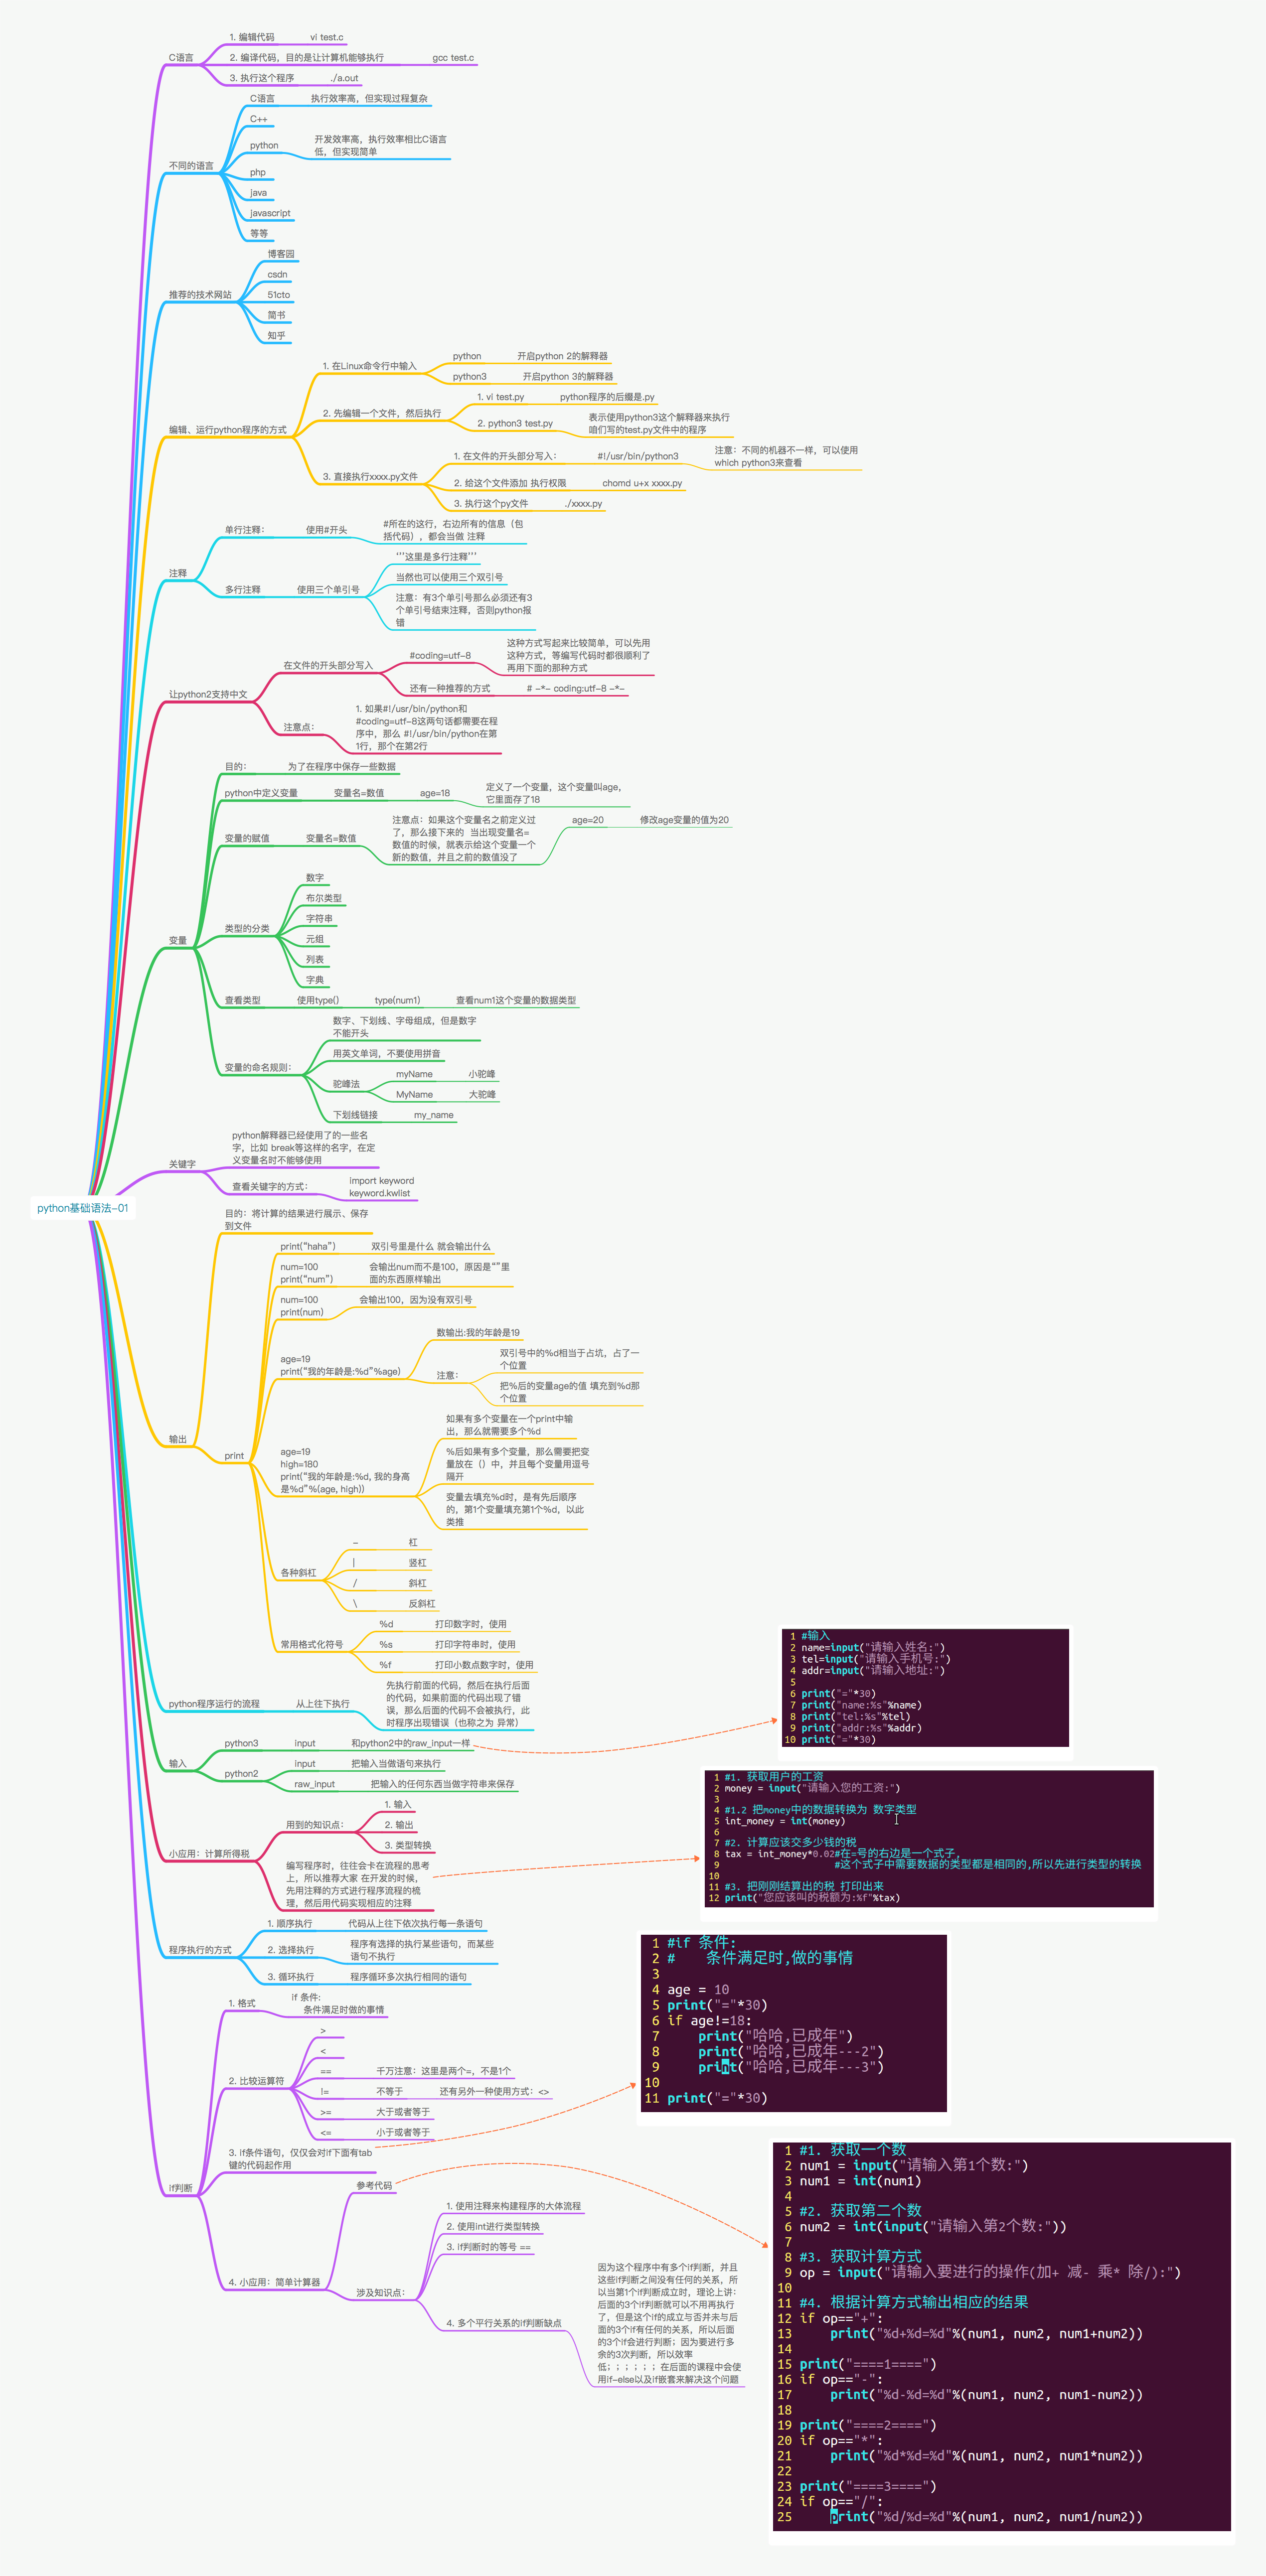 python基础语法-01
C语言
1. 编辑代码
vi test.c
2. 编译代码，目的是让计算机能够执行
gcc test.c
3. 执行这个程序
./a.out
不同的语言
C语言
执行效率高，但实现过程复杂
C++
python
开发效率高，执行效率相比C语言
低，但实现简单
php
java
javascript
等等
推荐的技术网站
博客园
csdn
51cto
简书
知乎
编辑、运行python程序的方式
1. 在Linux命令行中输入
python
开启python 2的解释器
python3
开启python 3的解释器
2. 先编辑一个文件，然后执行
1. vi test.py
python程序的后缀是.py
2. python3 test.py
表示使用python3这个解释器来执行
咱们写的test.py文件中的程序
3. 直接执行xxxx.py文件
1. 在文件的开头部分写入：
#!/usr/bin/python3
注意：不同的机器不一样，可以使用
which python3来查看
2. 给这个文件添加 执行权限
chomd u+x xxxx.py
3. 执行这个py文件
./xxxx.py
注释
单行注释：
使用#开头
#所在的这行，右边所有的信息（包
括代码），都会当做 注释
多行注释
使用三个单引号
‘’’这里是多行注释’’’
当然也可以使用三个双引号
注意：有3个单引号那么必须还有3
个单引号结束注释，否则python报
错
让python2支持中文
在文件的开头部分写入
#coding=utf-8
这种方式写起来比较简单，可以先用
这种方式，等编写代码时都很顺利了
再用下面的那种方式
还有一种推荐的方式
# -*- coding:utf-8 -*-
注意点：
1. 如果#!/usr/bin/python和
#coding=utf-8这两句话都需要在程
序中，那么 #!/usr/bin/python在第
1行，那个在第2行
变量
目的：
为了在程序中保存一些数据
python中定义变量
变量名=数值
age=18
定义了一个变量，这个变量叫age，
它里面存了18
变量的赋值
变量名=数值
注意点：如果这个变量名之前定义过
了，那么接下来的 当出现变量名=
数值的时候，就表示给这个变量一个
新的数值，并且之前的数值没了
age=20
修改age变量的值为20
类型的分类
数字
布尔类型
字符串
元组
列表
字典
查看类型
使用type()
type(num1)
查看num1这个变量的数据类型
变量的命名规则：
数字、下划线、字母组成，但是数字
不能开头
用英文单词，不要使用拼音
驼峰法
myName
小驼峰
MyName
大驼峰
下划线链接
my_name
关键字
python解释器已经使用了的一些名
字，比如 break等这样的名字，在定
义变量名时不能够使用
查看关键字的方式：
import keyword
keyword.kwlist
输出
目的：将计算的结果进行展示、保存
到文件
print
print(“haha”)
双引号里是什么 就会输出什么
num=100
print(“num”)
会输出num而不是100，原因是“”里
面的东西原样输出
num=100
print(num)
会输出100，因为没有双引号
age=19
print(“我的年龄是:%d”%age)
数输出:我的年龄是19
注意：
双引号中的%d相当于占坑，占了一
个位置
把%后的变量age的值 填充到%d那
个位置
age=19
high=180
print(“我的年龄是:%d, 我的身高
是%d”%(age, high))
如果有多个变量在一个print中输
出，那么就需要多个%d
%后如果有多个变量，那么需要把变
量放在（）中，并且每个变量用逗号
隔开
变量去填充%d时，是有先后顺序
的，第1个变量填充第1个%d，以此
类推
各种斜杠
-
杠
|
竖杠
/
斜杠
\
反斜杠
常用格式化符号
%d
打印数字时，使用
%s
打印字符串时，使用
%f
打印小数点数字时，使用
python程序运行的流程
从上往下执行
先执行前面的代码，然后在执行后面
的代码，如果前面的代码出现了错
误，那么后面的代码不会被执行，此
时程序出现错误（也称之为 异常）
输入
python3
input
和python2中的raw_input一样
python2
input
把输入当做语句来执行
raw_input
把输入的任何东西当做字符串来保存
1 #输入
2 name=input("请输入姓名:")
3 tel=input("请输入手机号:")
4 addr=input("请输入地址:")
5
6 print("="*30)
7 print("name:%s"%name)
8 print("tel:%s"%tel)
9 print("addr:%s"%addr)
10 print("="*30)
小应用：计算所得税
用到的知识点：
1. 输入
2. 输出
3. 类型转换
编写程序时，往往会卡在流程的思考
上，所以推荐大家 在开发的时候，
先用注释的方式进行程序流程的梳
理，然后用代码实现相应的注释
1 #1. 获取用户的工资
2 money = input("请输入您的工资:")
3
4 #1.2 把money中的数据转换为 数字类型
5 int_money = int(money)
6
7 #2. 计算应该交多少钱的税
8 tax = int_money*0.02#在=号的右边是一个式子,
9 #这个式子中需要数据的类型都是相同的,所以先进行类型的转换
10
11 #3. 把刚刚结算出的税 打印出来
12 print("您应该叫的税额为:%f"%tax)
程序执行的方式
1. 顺序执行
代码从上往下依次执行每一条语句
2. 选择执行
程序有选择的执行某些语句，而某些
语句不执行
3. 循环执行
程序循环多次执行相同的语句
if判断
1. 格式
if 条件:
条件满足时做的事情
2. 比较运算符
>
<
==
千万注意：这里是两个=，不是1个
!=
不等于
还有另外一种使用方式：<>
>=
大于或者等于
<=
小于或者等于
3. if条件语句，仅仅会对if下面有tab
键的代码起作用
1 #if 条件:
2 # 条件满足时,做的事情
3
4 age = 10
5 print("="*30)
6 if age!=18:
7 print("哈哈,已成年")
8 print("哈哈,已成年---2")
9 print("哈哈,已成年---3")
10
11 print("="*30)
4. 小应用：简单计算器
参考代码
涉及知识点：
1. 使用注释来构建程序的大体流程
2. 使用int进行类型转换
3. if判断时的等号 ==
4. 多个平行关系的if判断缺点
因为这个程序中有多个if判断，并且
这些if判断之间没有任何的关系，所
以当第1个if判断成立时，理论上讲：
后面的3个if判断就可以不用再执行
了，但是这个if的成立与否并未与后
面的3个if有任何的关系，所以后面
的3个if会进行判断；因为要进行多
余的3次判断，所以效率
低；；；；；；在后面的课程中会使
用if-else以及if嵌套来解决这个问题
1 #1. 获取一个数
2 num1 = input("请输入第1个数:")
3 num1 = int(num1)
4
5 #2. 获取第二个数
6 num2 = int(input("请输入第2个数:"))
7
8 #3. 获取计算方式
9 op = input("请输入要进行的操作(加+ 减- 乘* 除/):")
10
11 #4. 根据计算方式输出相应的结果
12 if op=="+":
13 print("%d+%d=%d"%(num1, num2, num1+num2))
14
15 print("====1====")
16 if op=="-":
17 print("%d-%d=%d"%(num1, num2, num1-num2))
18
19 print("====2====")
20 if op=="*":
21 print("%d*%d=%d"%(num1, num2, num1*num2))
22
23 print("====3====")
24 if op=="/":
25 print("%d/%d=%d"%(num1, num2, num1/num2))